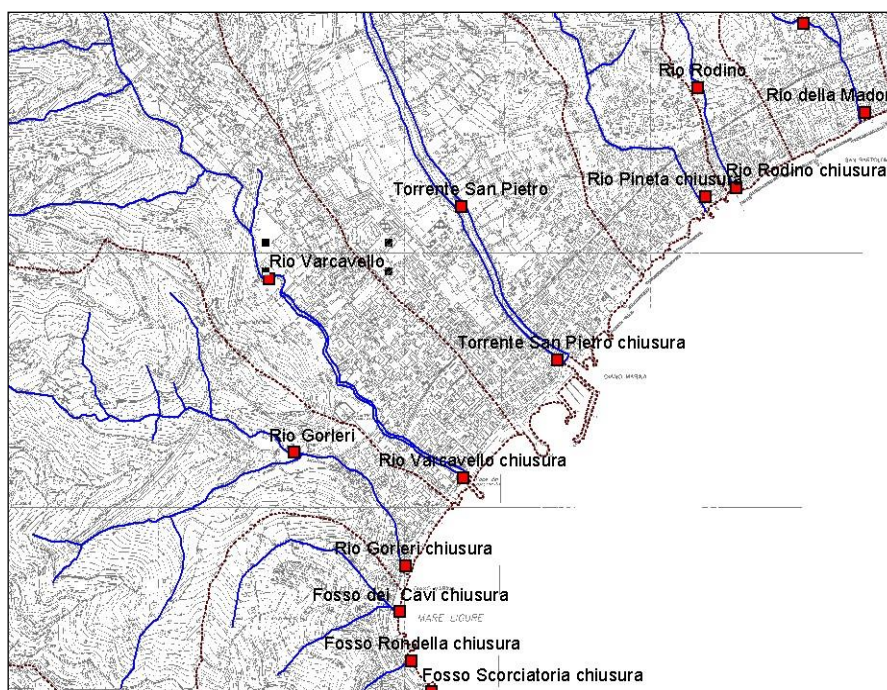 Rio Rodino
Rio della Mador
Rio Pineta chiusura
Rio Rodino chiusura
Torrente San Pietro
Rio Varcavello
Torrente San Pietro chiusura
DIANO MARINA
Rio Gorleri
Rio Varcavello chiusura
Rio Gorleri chiusura
Fosso dei Cavi chiusura
MARE LIGURE
Fosso Rondella chiusura
Fosso Scorciatoria chiusura